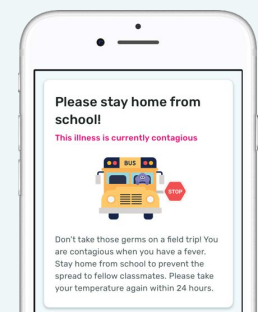 Please stay home from
school!
This illness is currently contagious
BUS
STOP
Don't take those germs on a field trip! You
are contagious when you have a fever.
Stay home from school to prevent the
spread to fellow classmates. Please take
your temperature again within 24 hours.